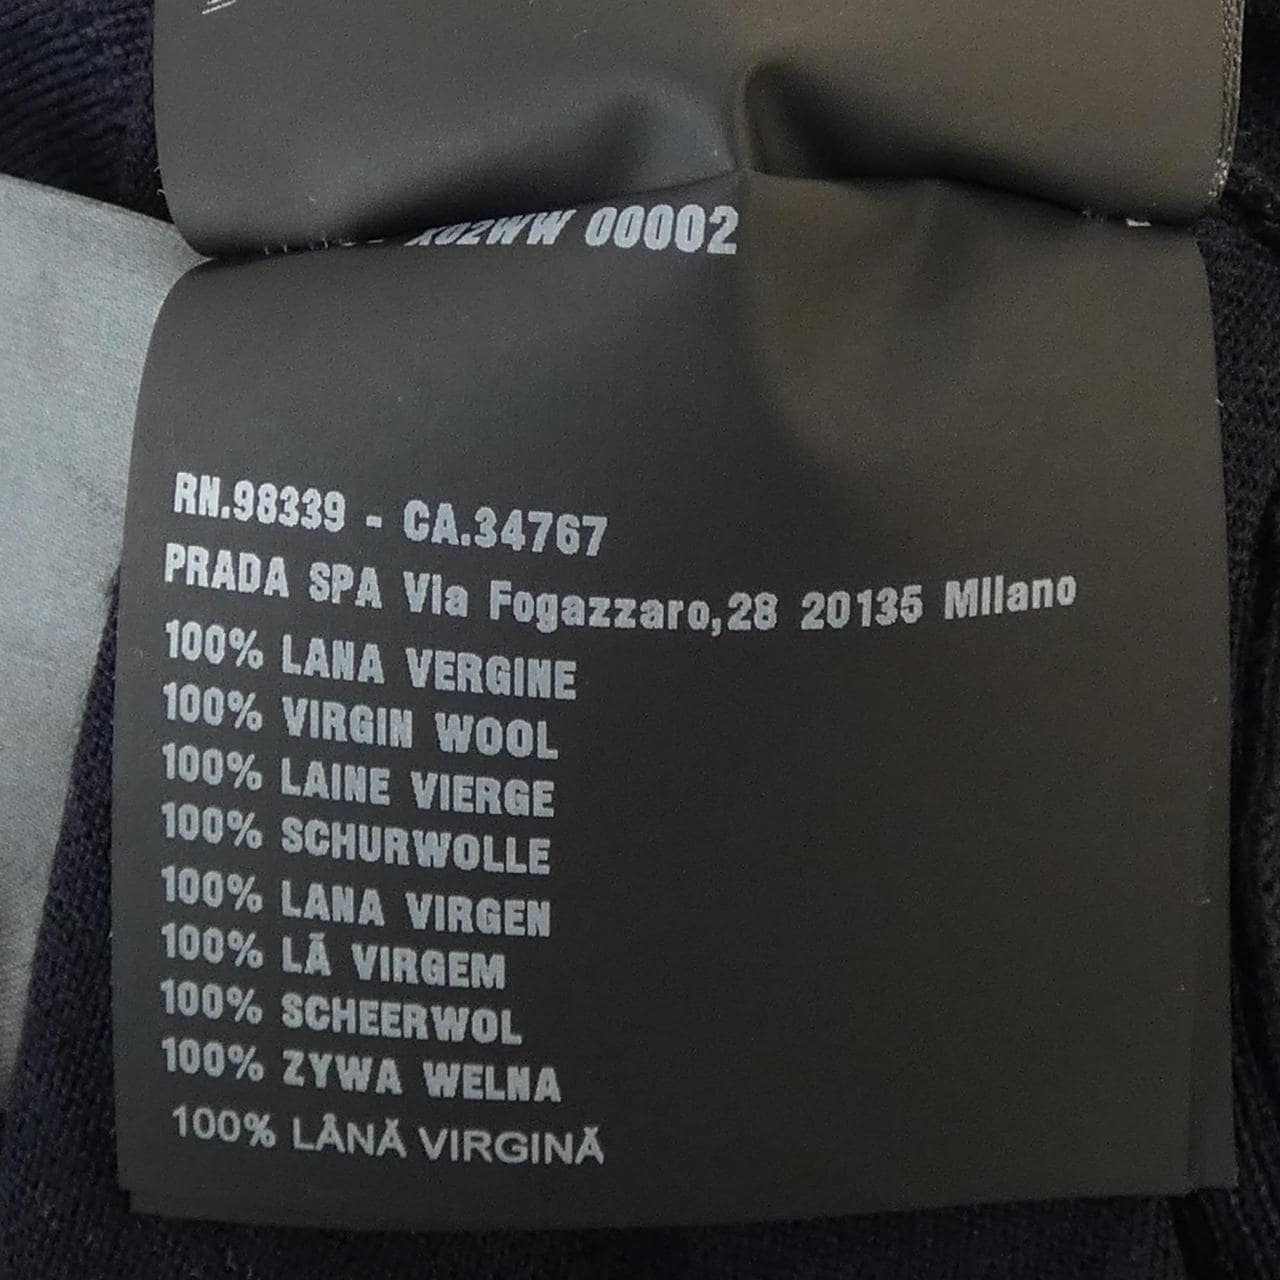 00002
RN.98339 - CA.34767
PRADA SPA Via Fogazzaro,28 20135 Milano
100% LANA VERGINE
100% VIRGIN WOOL
100% LAINE VIERGE
100% SCHURWOLLE
100% LANA VIRGEN
100% LÃ VIRGEM
100% SCHEERWOL
100% ZYWA WELNA
100% LÂNĂ VIRGINĂ